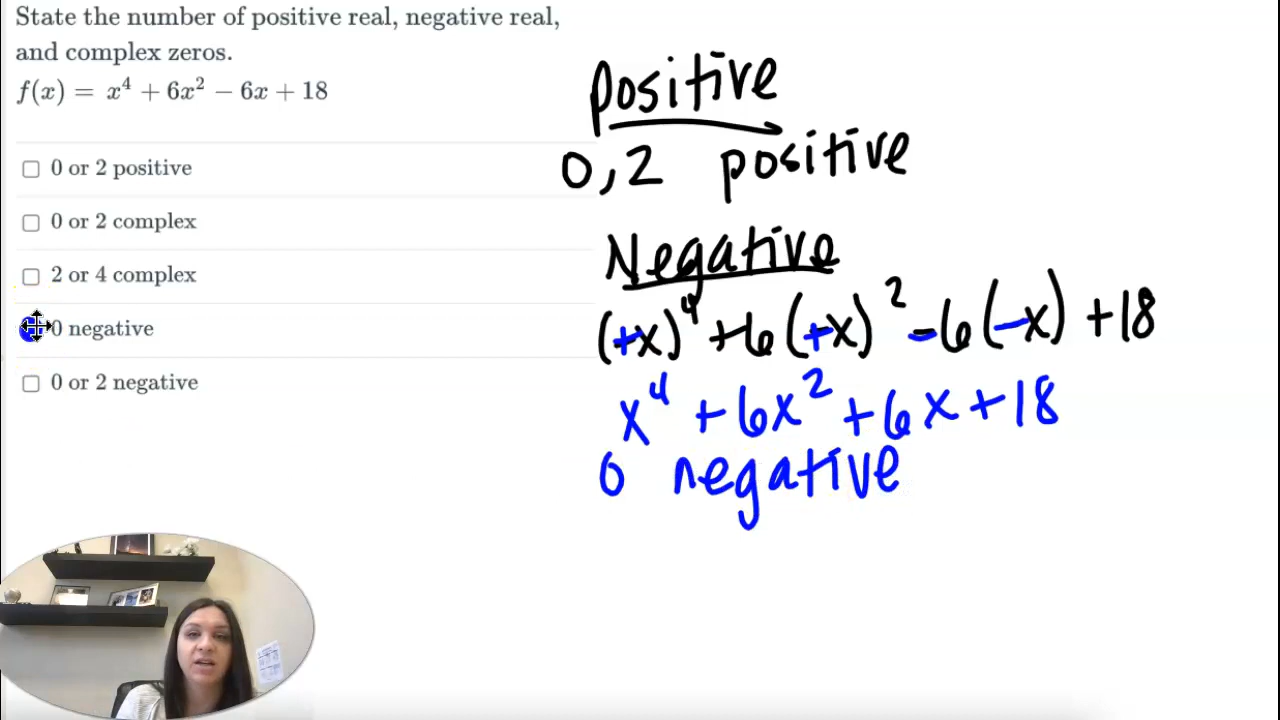 State the number of positive real, negative real,
and complex zeros.
f(x) = x⁴ + 6x² − 6x + 18
0 or 2 positive
0 or 2 complex
2 or 4 complex
0 negative
0 or 2 negative
positive
0, 2 positive
Negative
(+x)⁴ +6(+x)² -6(-x) +18
x⁴ + 6x² + 6x + 18
0 negative